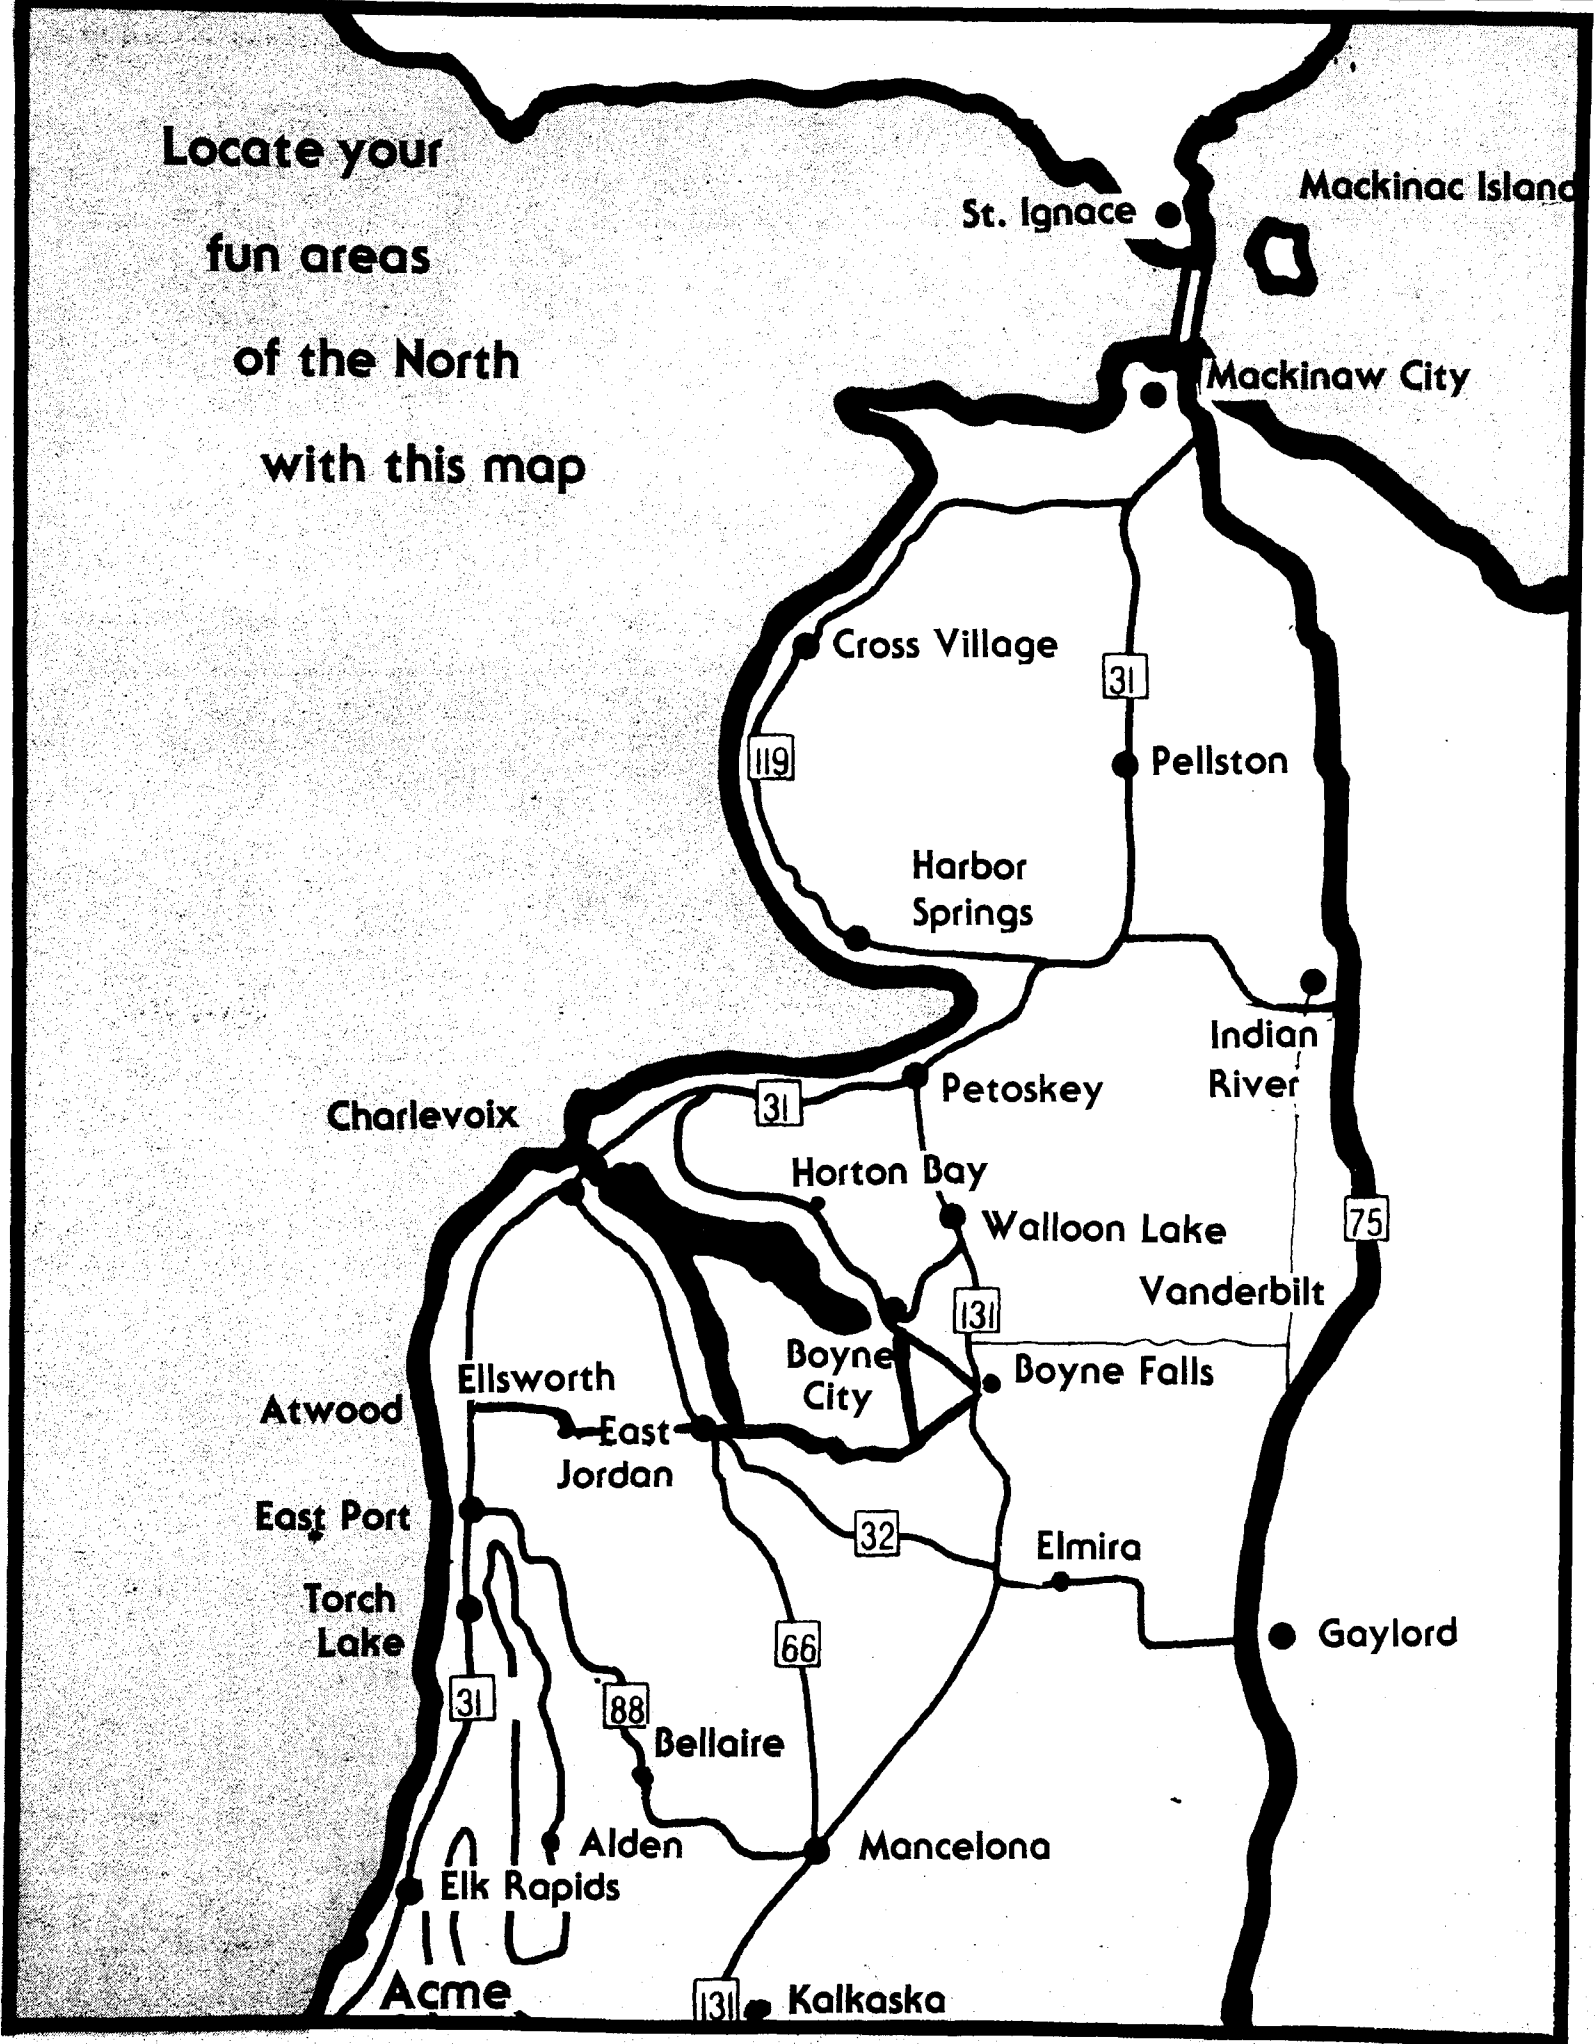 Locate your
fun areas
of the North
with this map
St. Ignace
Mackinac Island
Mackinaw City
Cross Village
31
119
Pellston
Harbor
Springs
Indian
River
Petoskey
31
Charlevoix
Horton Bay
Walloon Lake
75
Vanderbilt
131
Boyne
City
Boyne Falls
Ellsworth
Atwood
East
Jordan
East Port
32
Elmira
Torch
Lake
Gaylord
66
31
88
Bellaire
Alden
Mancelona
Elk Rapids
Acme
131
Kalkaska